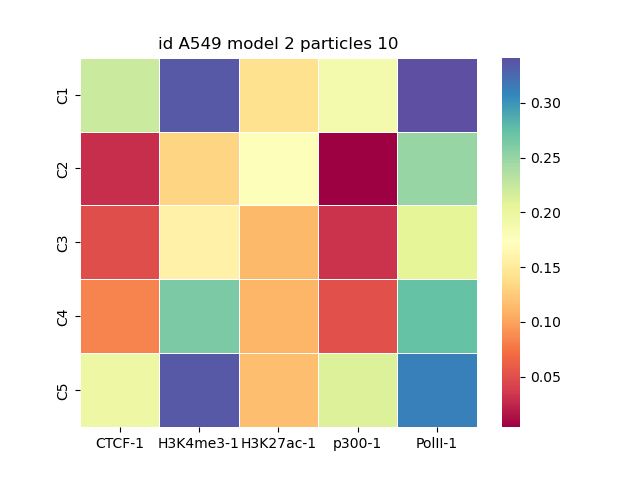 id A549 model 2 particles 10
C1
C2
C3
C4
C5
CTCF-1 H3K4me3-1 H3K27ac-1 p300-1 PolII-1
0.30
0.25
0.20
0.15
0.10
0.05